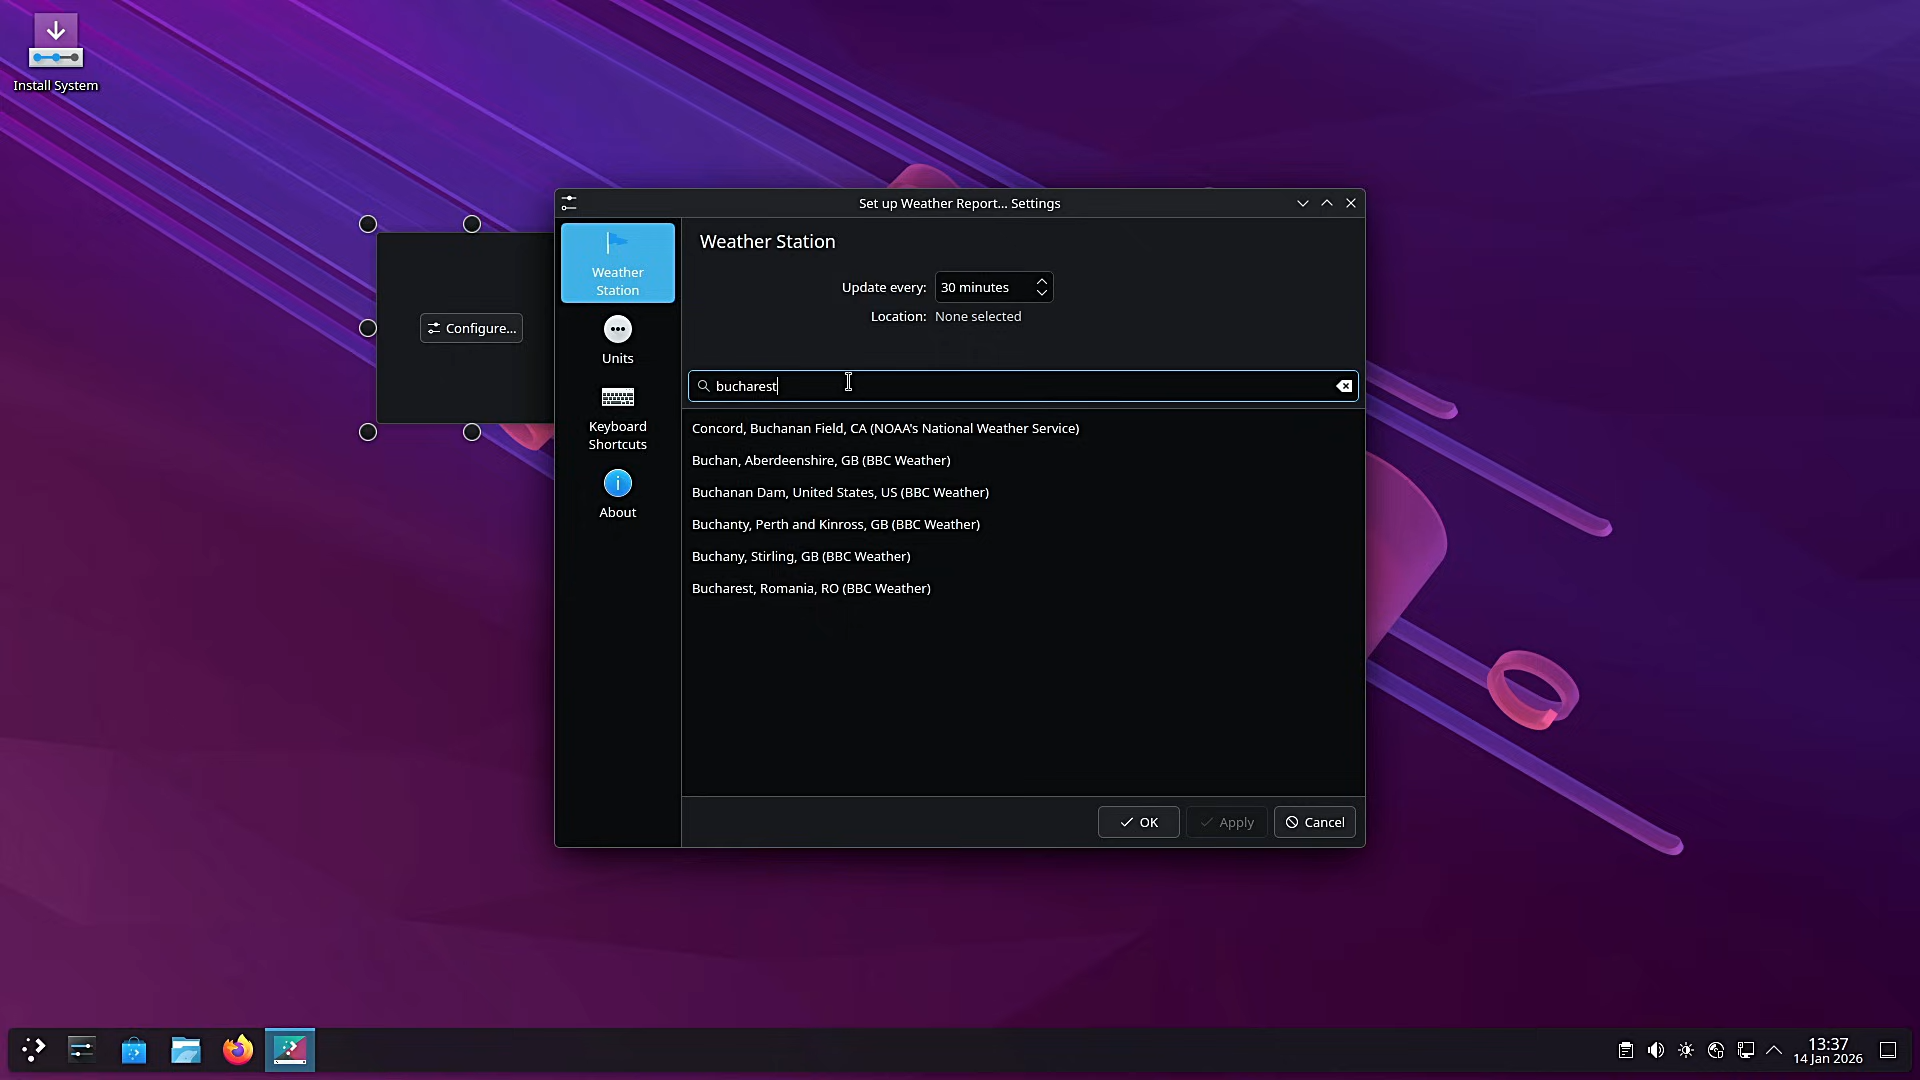 Install System
Set up Weather Report... Settings
Weather
Station
Units
Keyboard
Shortcuts
About
Configure...
Weather Station
Update every: 30 minutes
Location: None selected
bucharest
Concord, Buchanan Field, CA (NOAA's National Weather Service)
Buchan, Aberdeenshire, GB (BBC Weather)
Buchanan Dam, United States, US (BBC Weather)
Buchanty, Perth and Kinross, GB (BBC Weather)
Buchany, Stirling, GB (BBC Weather)
Bucharest, Romania, RO (BBC Weather)
OK Apply Cancel
13:37
14 Jan 2026